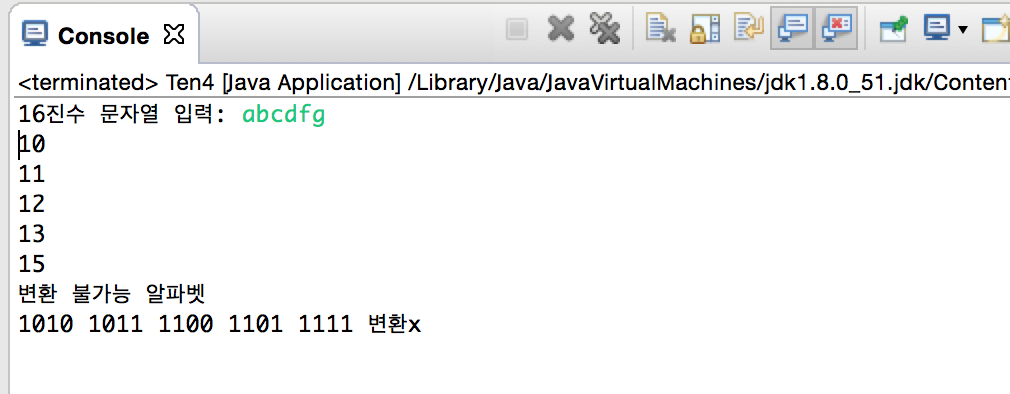 Console
<terminated> Ten4 [Java Application] /Library/Java/JavaVirtualMachines/jdk1.8.0_51.jdk/Conten
16진수 문자열 입력: abcdfg
10
11
12
13
15
변환 불가능 알파벳
1010 1011 1100 1101 1111 변환x